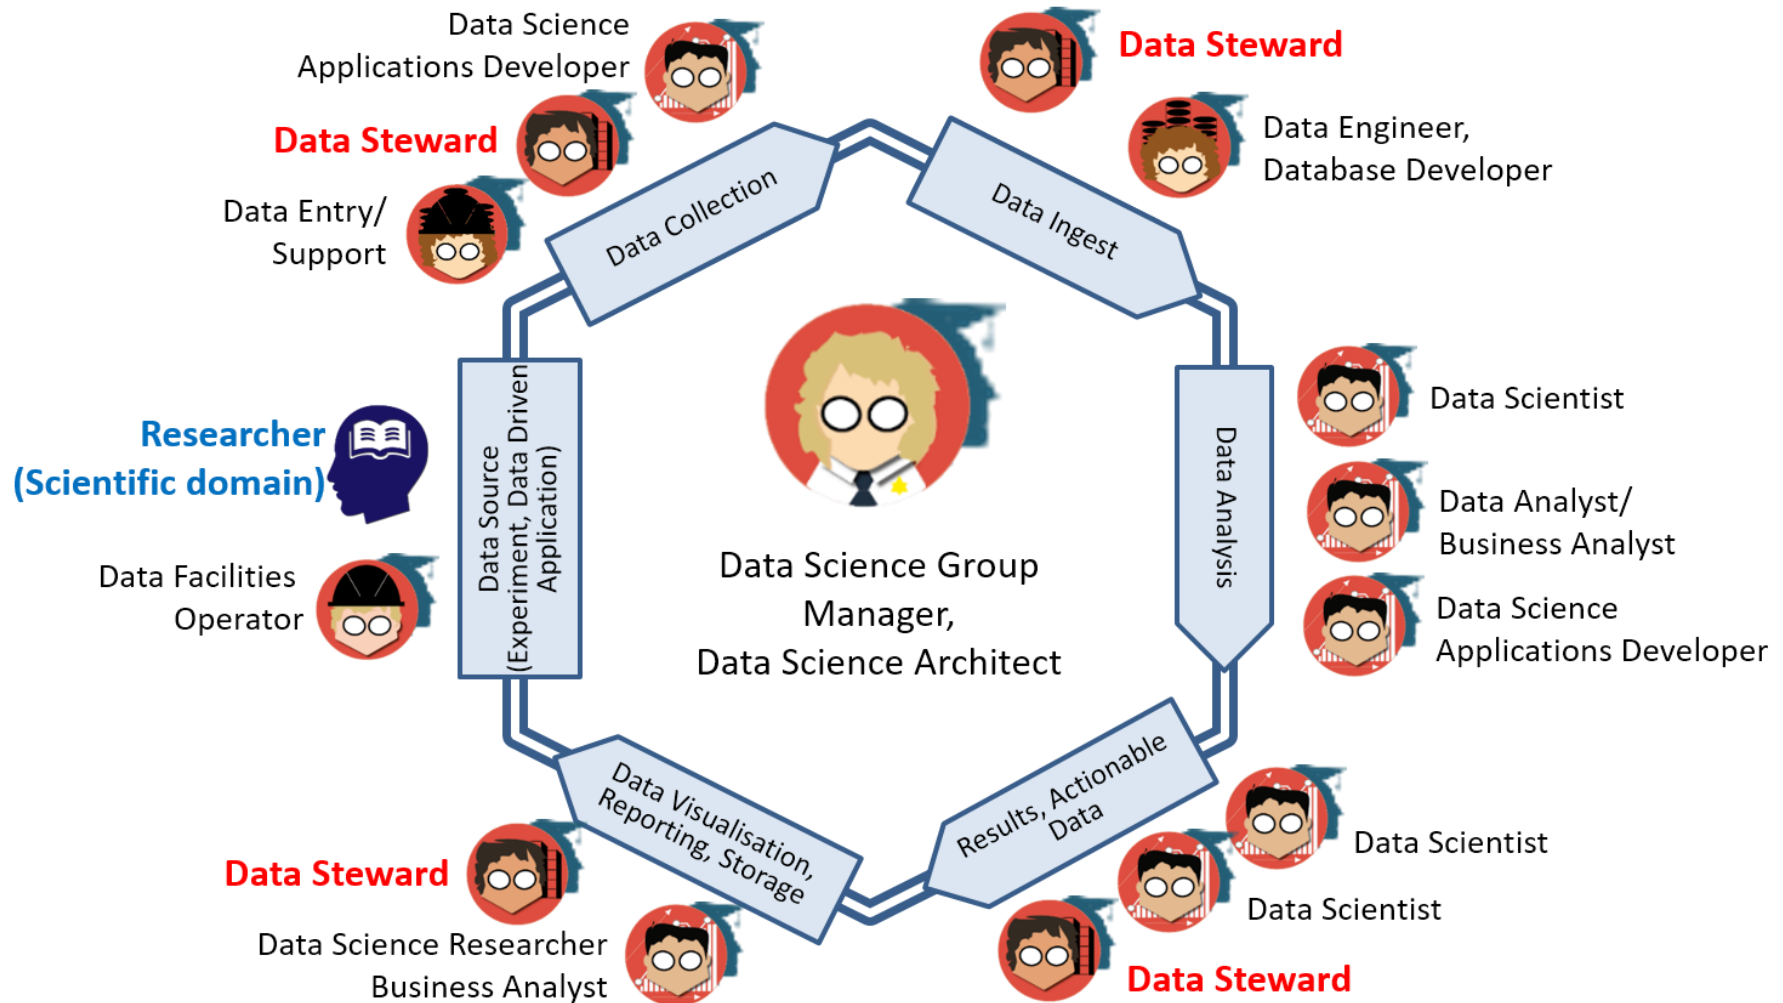 Data Science
Applications Developer
Data Steward
Data Entry/
Support
Data Collection
Data Steward
Data Engineer,
Database Developer
Data Ingest
Researcher
(Scientific domain)
Data Facilities
Operator
Data Source
(Experiment, Data Driven
Application)
Data Science Group
Manager,
Data Science Architect
Data Analysis
Data Scientist
Data Analyst/
Business Analyst
Data Science
Applications Developer
Results, Actionable
Data
Data Scientist
Data Scientist
Data Steward
Data Visualisation,
Reporting, Storage
Data Steward
Data Science Researcher
Business Analyst